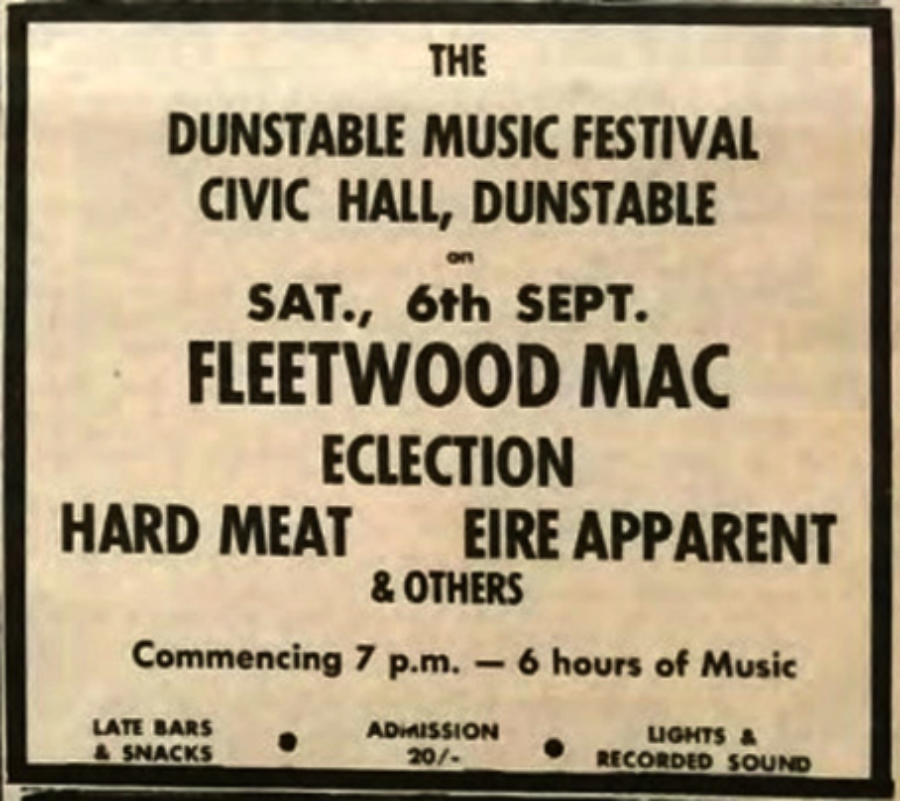 THE
DUNSTABLE MUSIC FESTIVAL
CIVIC HALL, DUNSTABLE
on
SAT., 6th SEPT.
FLEETWOOD MAC
ECLECTION
HARD MEAT EIRE APPARENT
& OTHERS
Commencing 7 p.m. — 6 hours of Music
LATE BARS
& SNACKS
•
ADMISSION
20/-
•
LIGHTS &
RECORDED SOUND